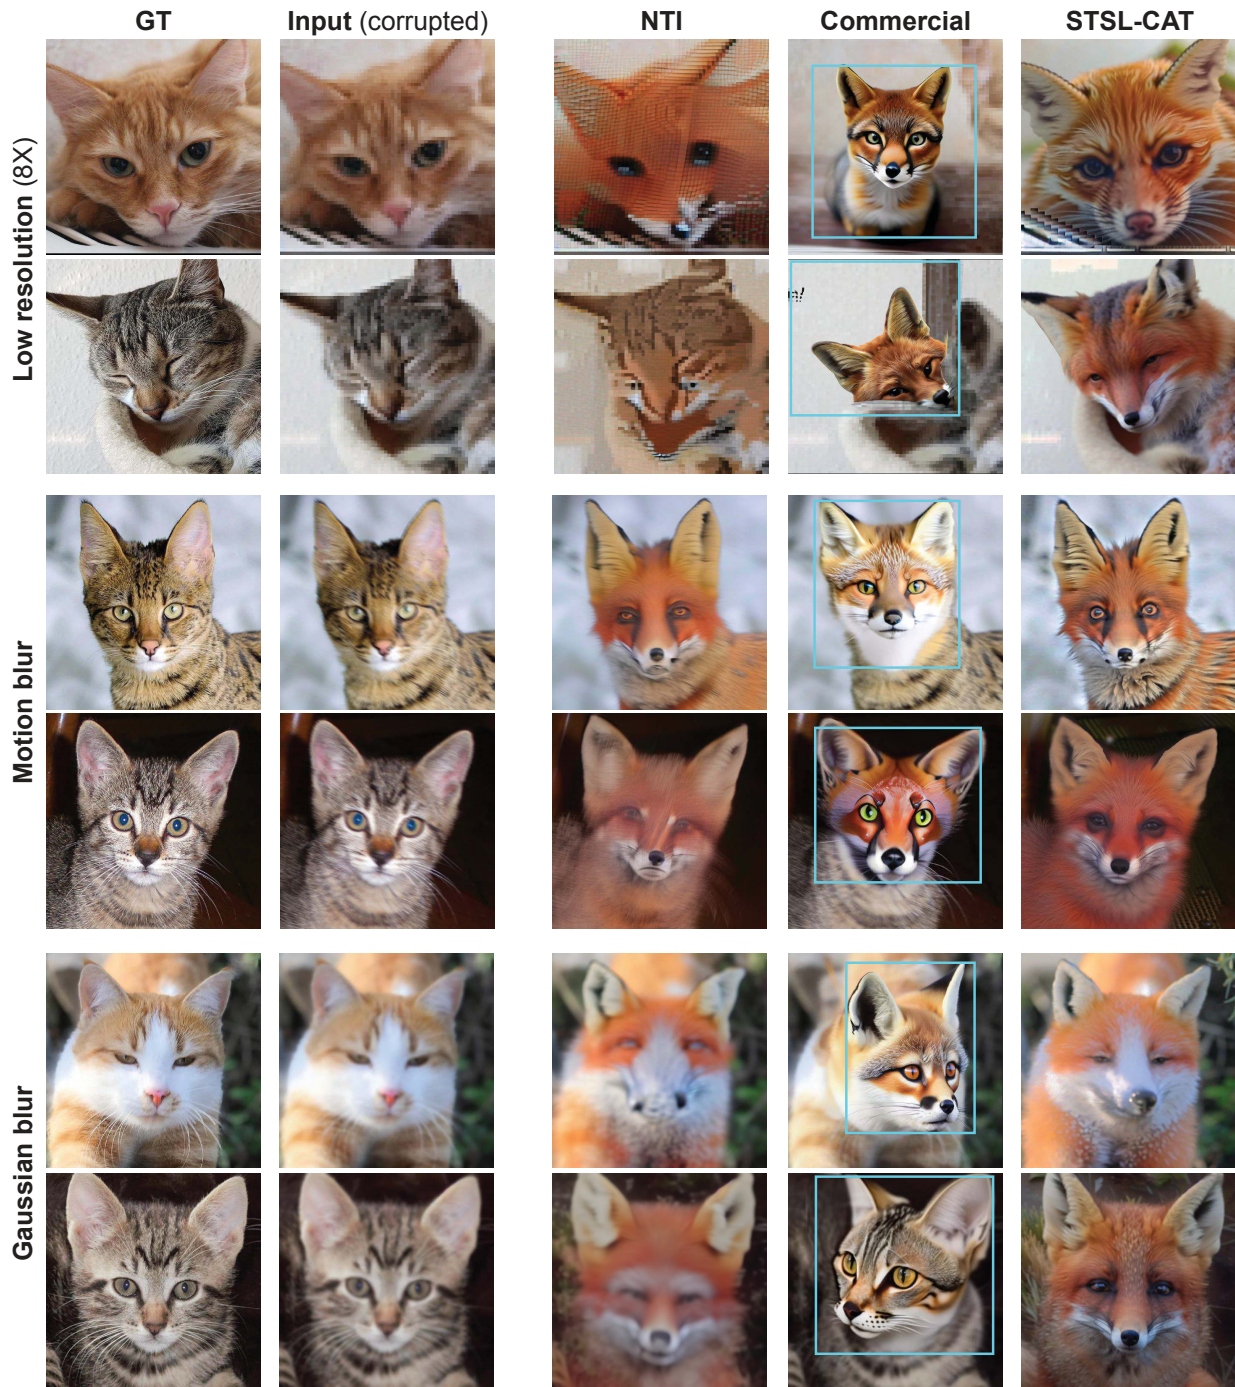 GT Input (corrupted) NTI Commercial STSL-CAT
Low resolution (8X)
Motion blur
Gaussian blur